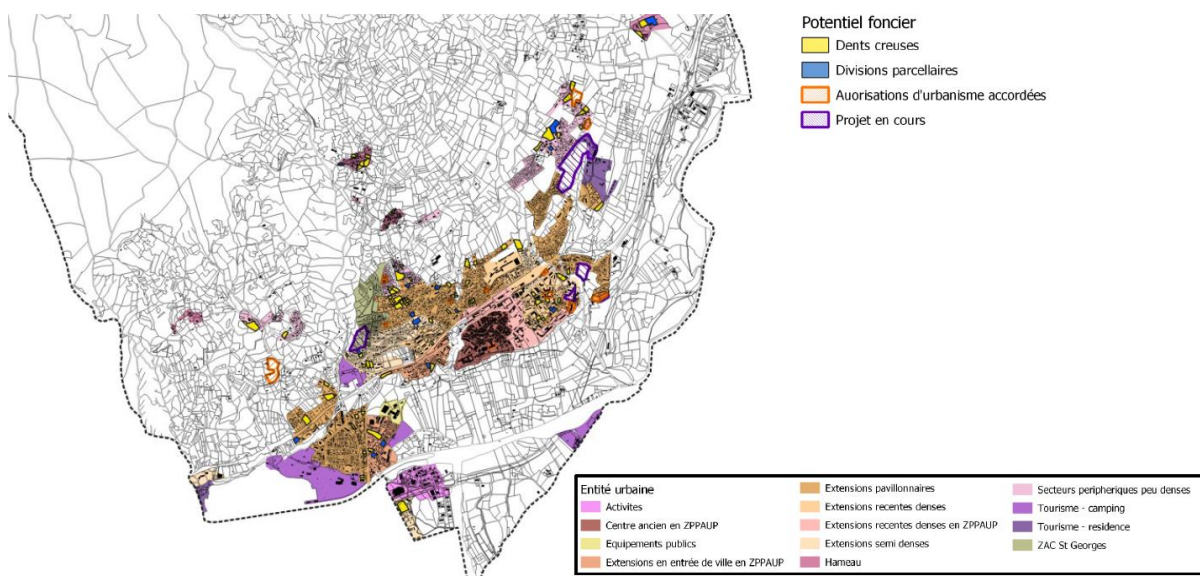 Potentiel foncier
Dents creuses
Divisions parcellaires
Auorisations d'urbanisme accordées
Projet en cours
Entité urbaine
Activites
Centre ancien en ZPPAUP
Equipements publics
Extensions en entrée de ville en ZPPAUP
Extensions pavillonnaires
Extensions recentes denses
Extensions recentes denses en ZPPAUP
Extensions semi denses
Hameau
Secteurs peripheriques peu denses
Tourisme - camping
Tourisme - residence
ZAC St Georges